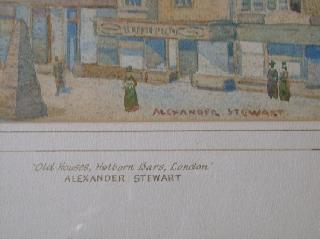 ALEXANDER STEWART
'Old Houses, Holborn Bars, London'
ALEXANDER STEWART